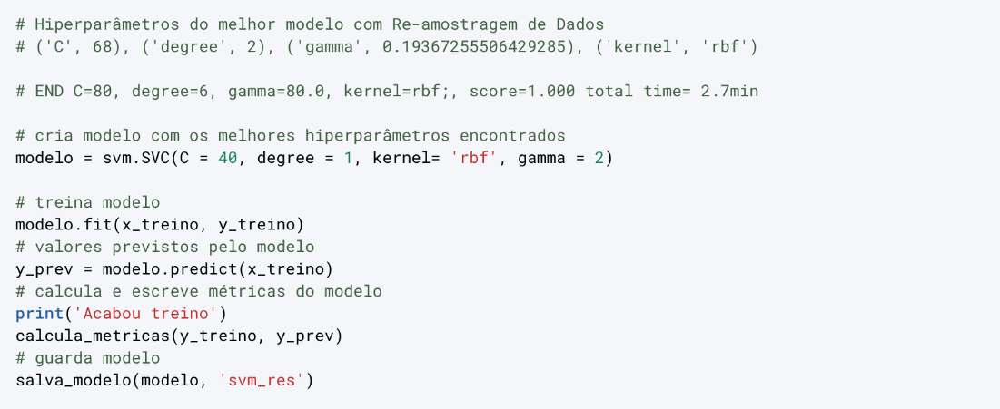 # Hiperparâmetros do melhor modelo com Re-amostragem de Dados
# ('C', 68), ('degree', 2), ('gamma', 0.19367255506429285), ('kernel', 'rbf')
# END C=80, degree=6, gamma=80.0, kernel=rbf;, score=1.000 total time= 2.7min
# cria modelo com os melhores hiperparâmetros encontrados
modelo = svm.SVC(C = 40, degree = 1, kernel= 'rbf', gamma = 2)
# treina modelo
modelo.fit(x_treino, y_treino)
# valores previstos pelo modelo
y_prev = modelo.predict(x_treino)
# calcula e escreve métricas do modelo
print('Acabou treino')
calcula_metricas(y_treino, y_prev)
# guarda modelo
salva_modelo(modelo, 'svm_res')